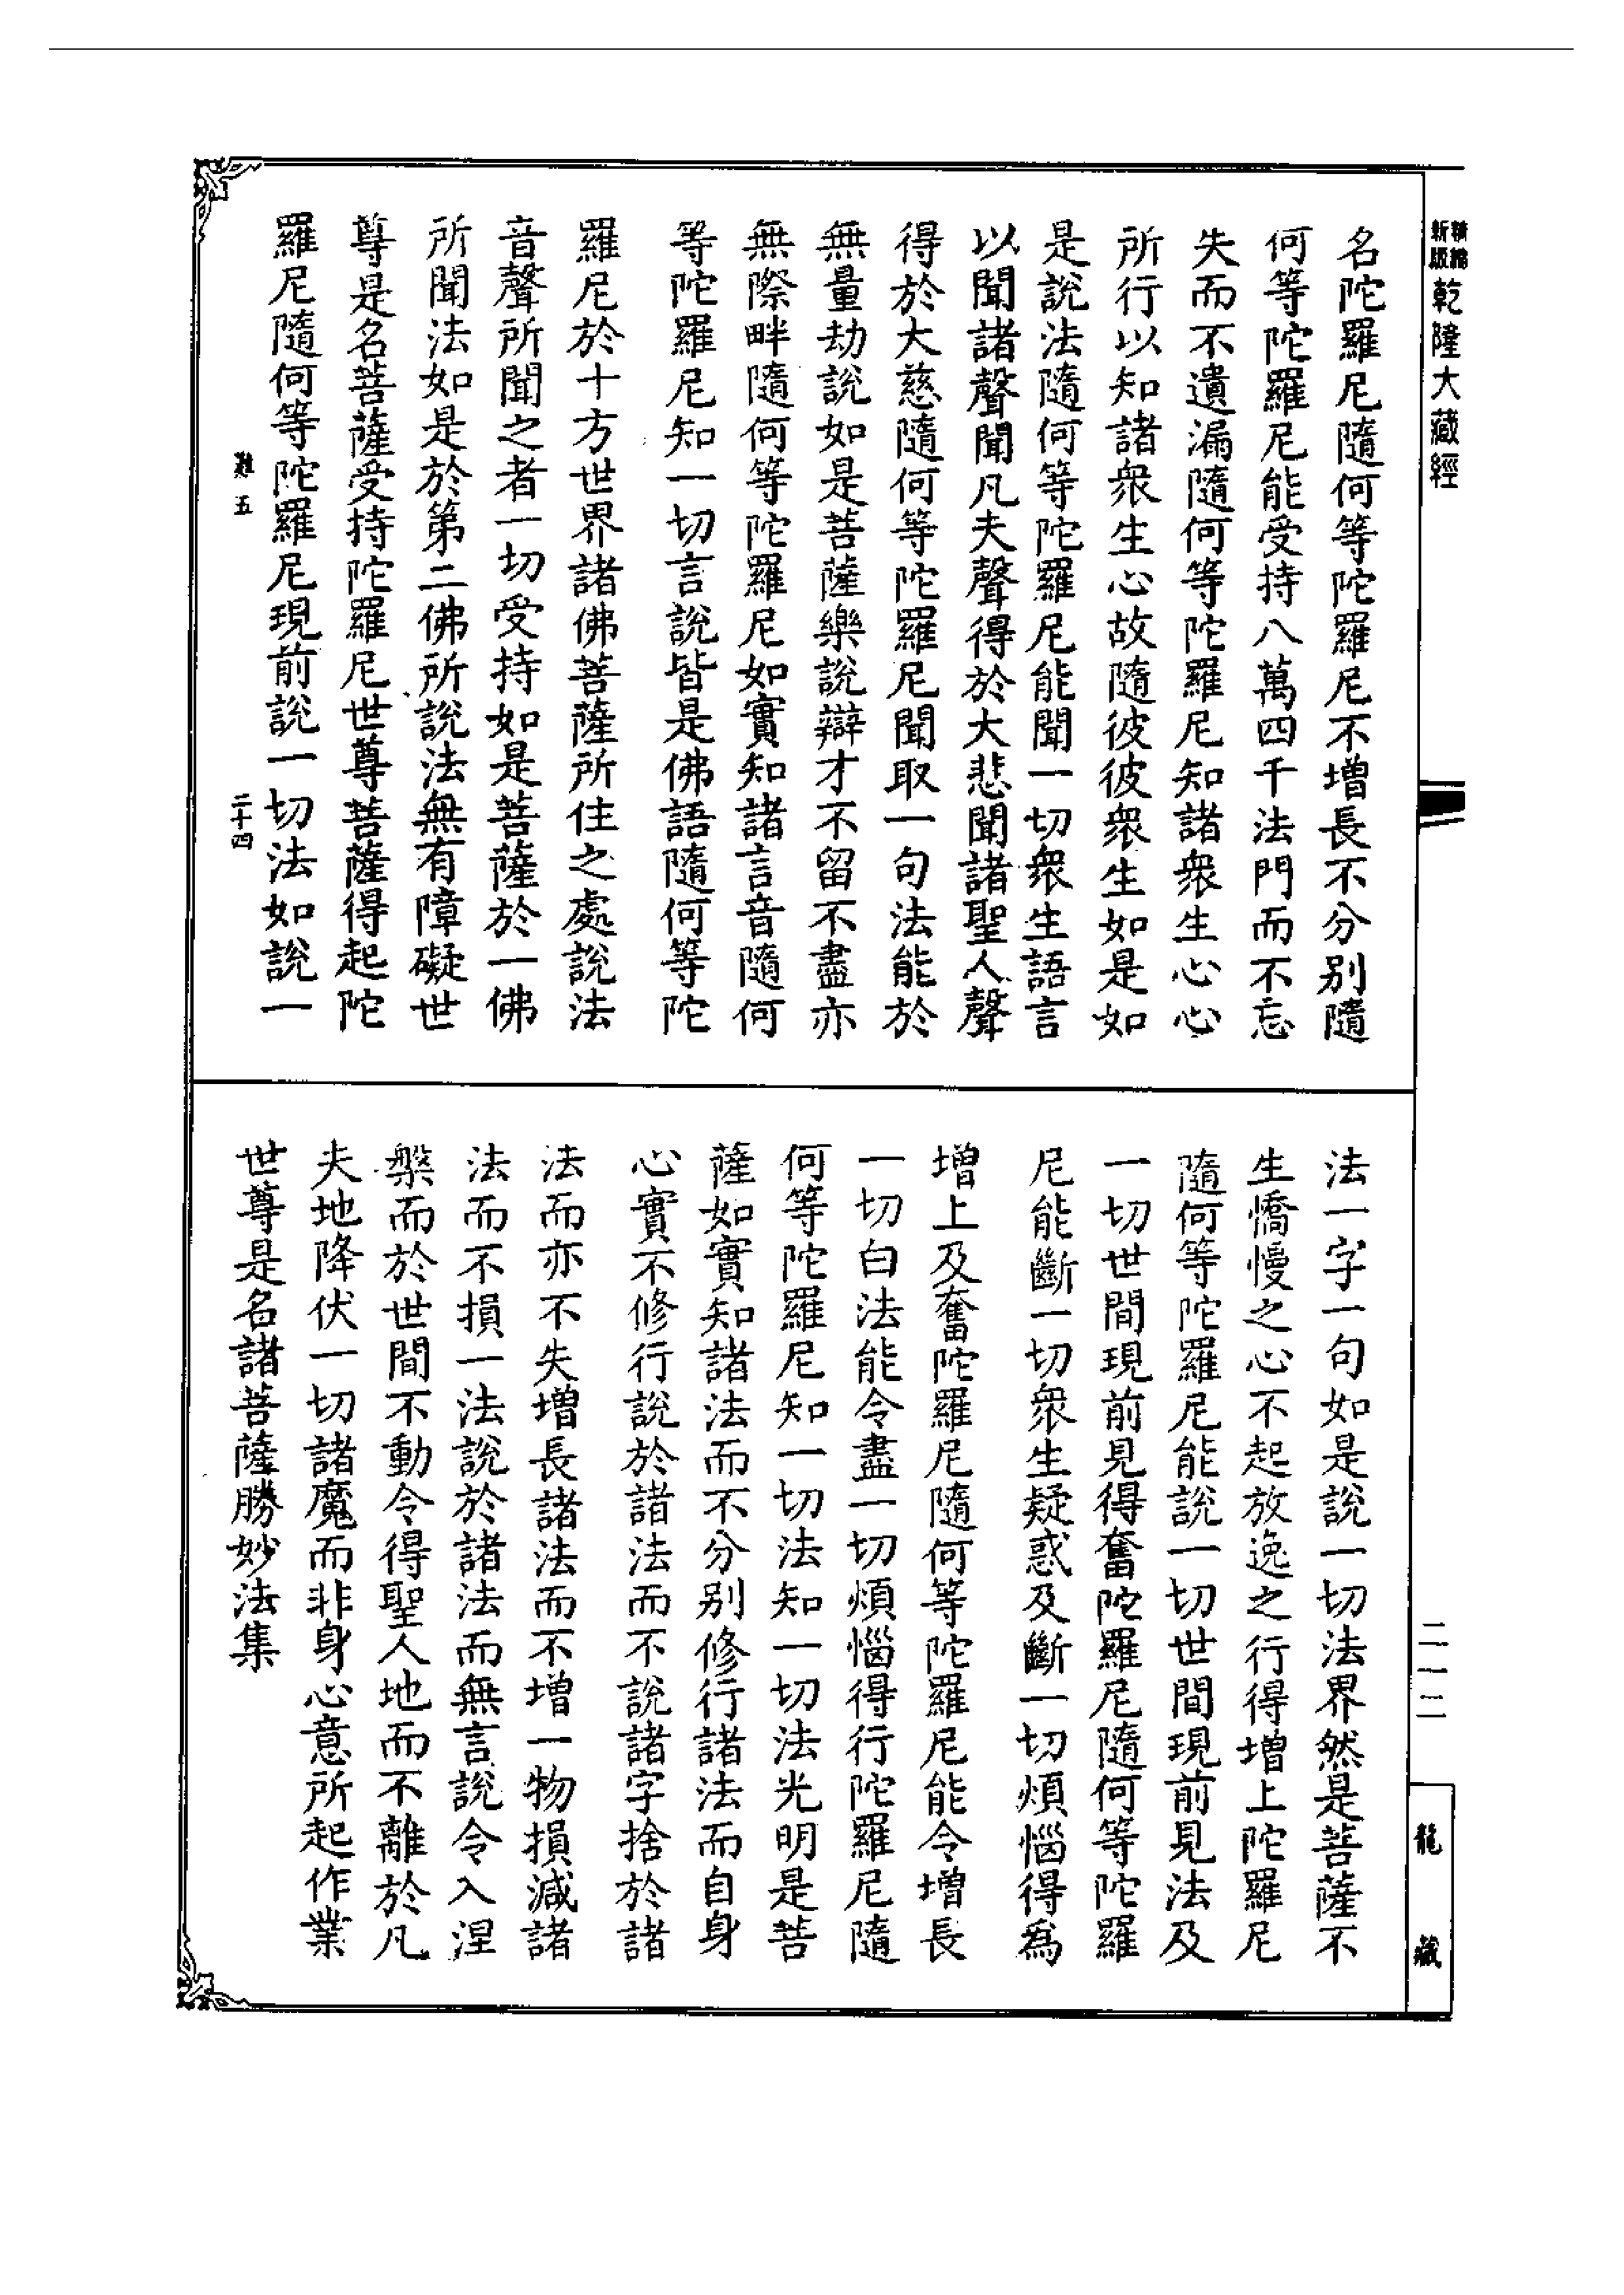 精繪
新版
乾隆大藏經
名陀羅尼隨何等陀羅尼不增長不分別隨
何等陀羅尼能受持八萬四千法門而不忘
失而不遺漏隨何等陀羅尼知諸衆生心心
所行以知諸衆生心故隨彼彼衆生如是如
是說法隨何等陀羅尼能聞一切衆生語言
以聞諸聲聞凡夫聲得於大悲聞諸聖人聲
得於大慈隨何等陀羅尼聞取一句法能於
無量劫說如是菩薩樂說辯才不留不盡亦
無際畔隨何等陀羅尼如實知諸言音隨何
等陀羅尼知一切言說皆是佛語隨何等陀
羅尼於十方世界諸佛菩薩所住之處說法
音聲所聞之者一切受持如是菩薩於一佛
所聞法如是於第二佛所說法無有障礙世
尊是名菩薩受持陀羅尼世尊菩薩得起陀
羅尼隨何等陀羅尼現前說一切法如說一
難五
二十四
法一字一句如是說一切法界然是菩薩不
生憍慢之心不起放逸之行得增上陀羅尼
隨何等陀羅尼能說一切世間現前見法及
一切世間現前見得奮陀羅尼隨何等陀羅
尼能斷一切衆生疑惑及斷一切煩惱得爲
增上及奮陀羅尼隨何等陀羅尼能令增長
一切白法能令盡一切煩惱得行陀羅尼隨
何等陀羅尼知一切法知一切法光明是菩
薩如實知諸法而不分別修行諸法而自身
心實不修行說於諸法而不說諸字捨於諸
法而亦不失增長諸法而不增一物損減諸
法而不損一法說於諸法而無言說令入涅
槃而於世間不動令得聖人地而不離於凡
夫地降伏一切諸魔而非身心意所起作業
世尊是名諸菩薩勝妙法集
二一二
龍藏